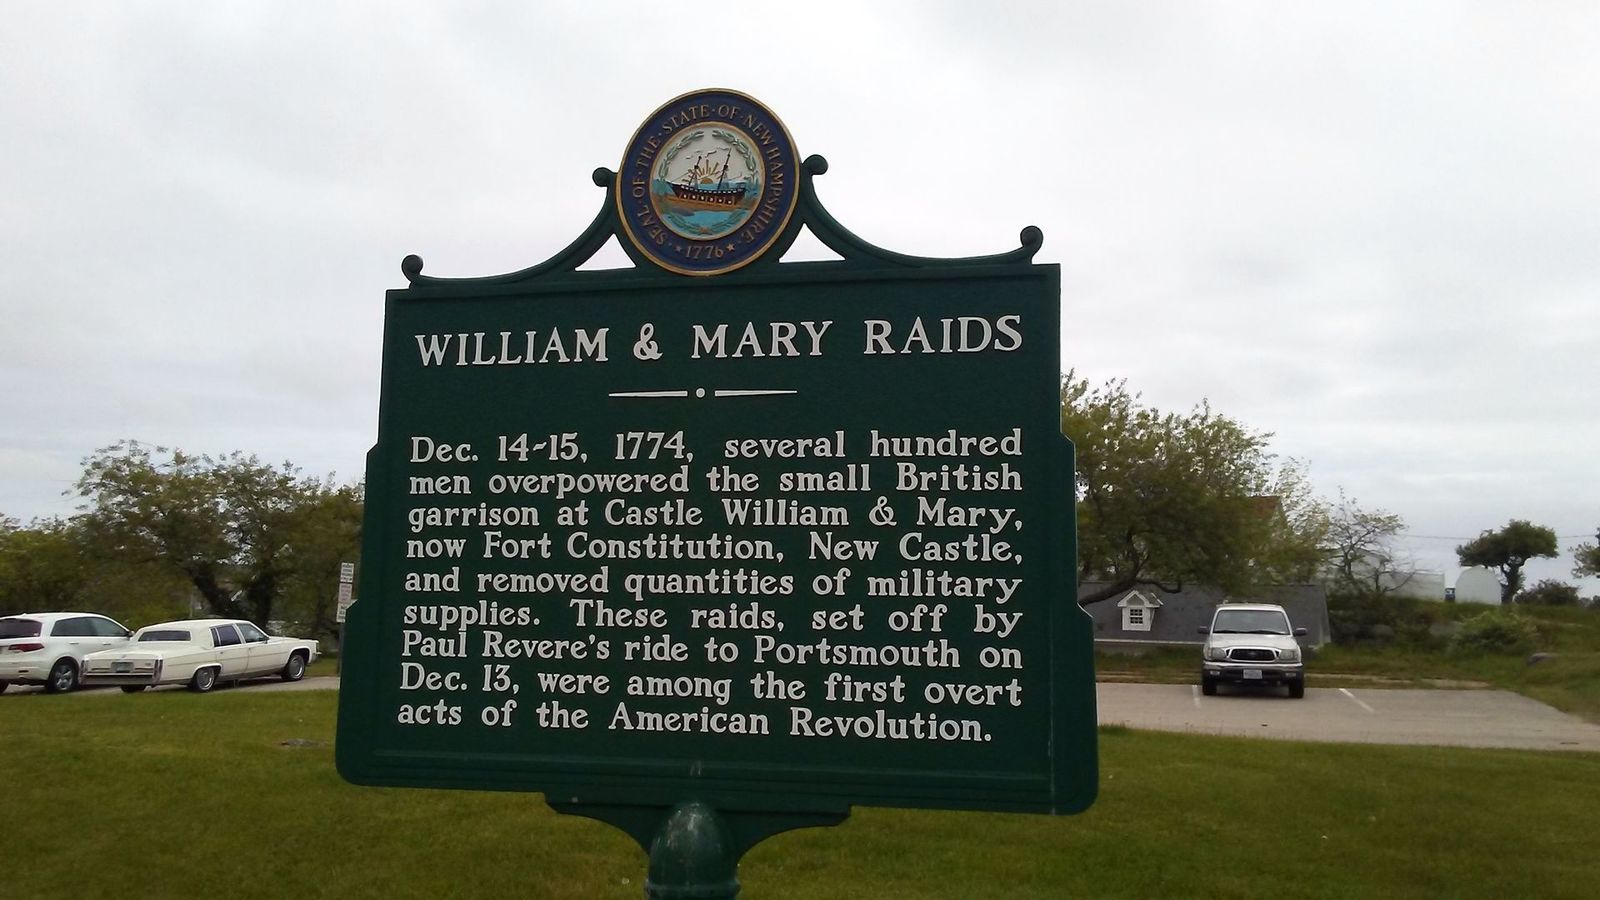 SEAL·OF·THE·STATE·OF·NEW HAMPSHIRE·
★1776★
WILLIAM & MARY RAIDS
Dec. 14-15, 1774, several hundred
men overpowered the small British
garrison at Castle William & Mary,
now Fort Constitution, New Castle,
and removed quantities of military
supplies. These raids, set off by
Paul Revere's ride to Portsmouth on
Dec. 13, were among the first overt
acts of the American Revolution.